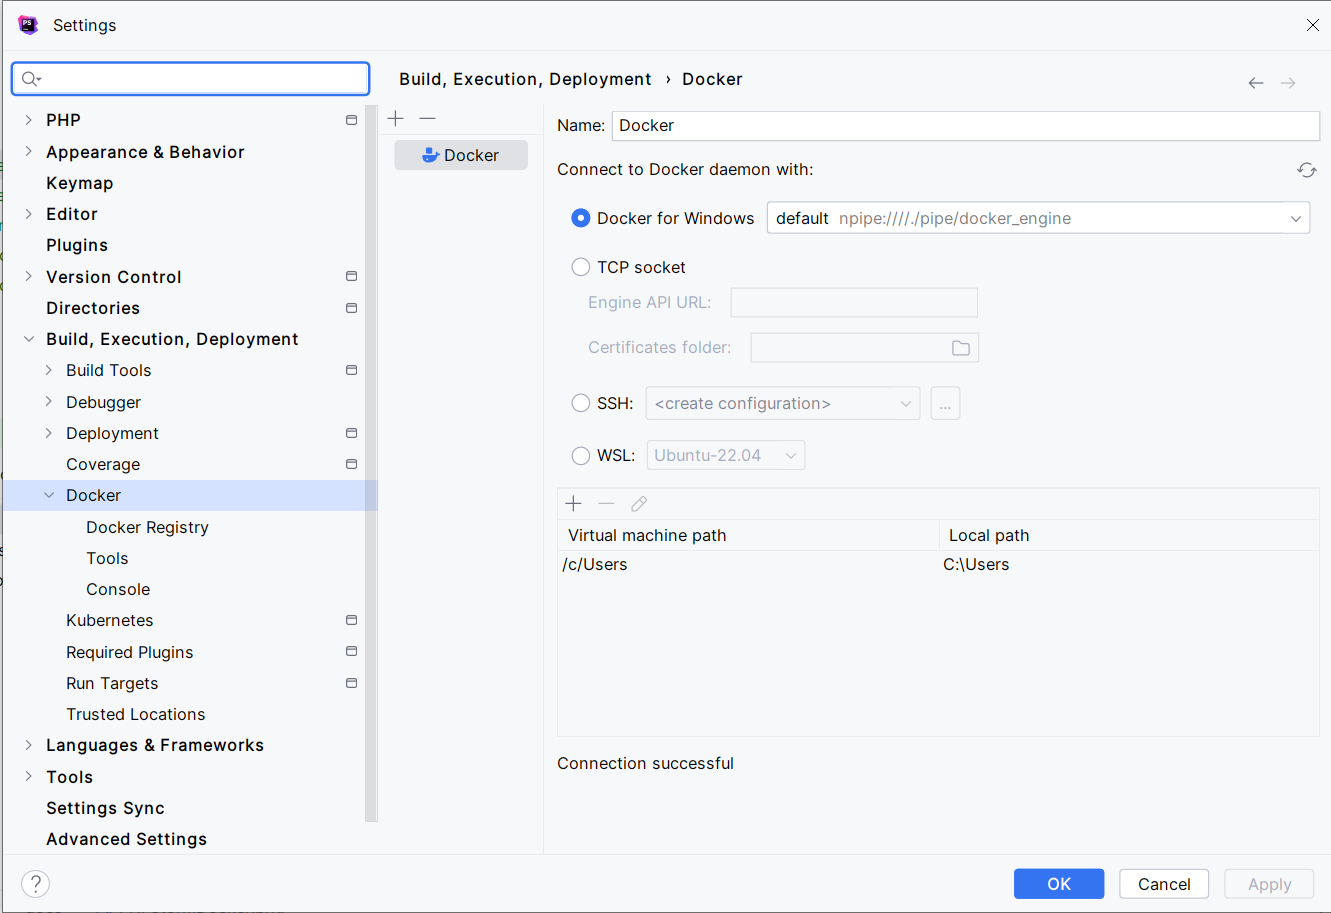 Settings
PHP
Appearance & Behavior
Keymap
Editor
Plugins
Version Control
Directories
Build, Execution, Deployment
Build Tools
Debugger
Deployment
Coverage
Docker
Docker Registry
Tools
Console
Kubernetes
Required Plugins
Run Targets
Trusted Locations
Languages & Frameworks
Tools
Settings Sync
Advanced Settings
Build, Execution, Deployment › Docker
Docker
Name: Docker
Connect to Docker daemon with:
Docker for Windows default npipe:////./pipe/docker_engine
TCP socket
Engine API URL:
Certificates folder:
SSH: <create configuration> ...
WSL: Ubuntu-22.04
Virtual machine path Local path
/c/Users C:\Users
Connection successful
? OK Cancel Apply